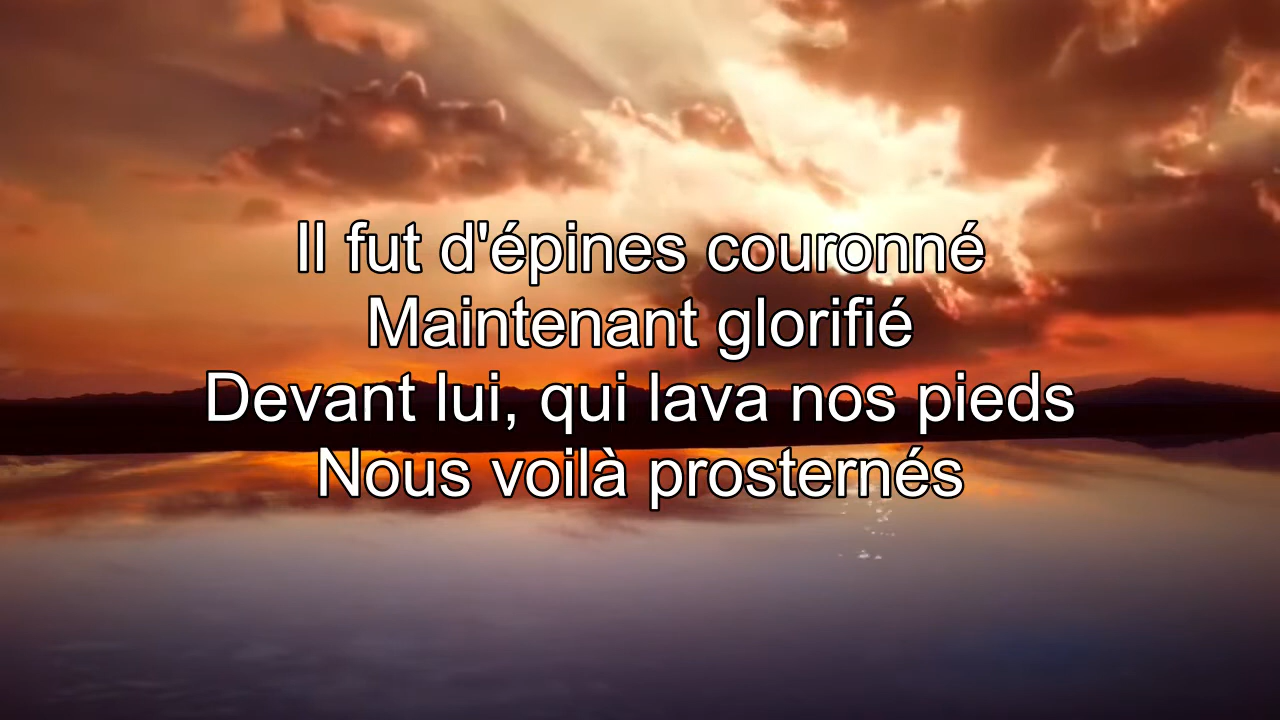 Il fut d'épines couronné
Maintenant glorifié
Devant lui, qui lava nos pieds
Nous voilà prosternés